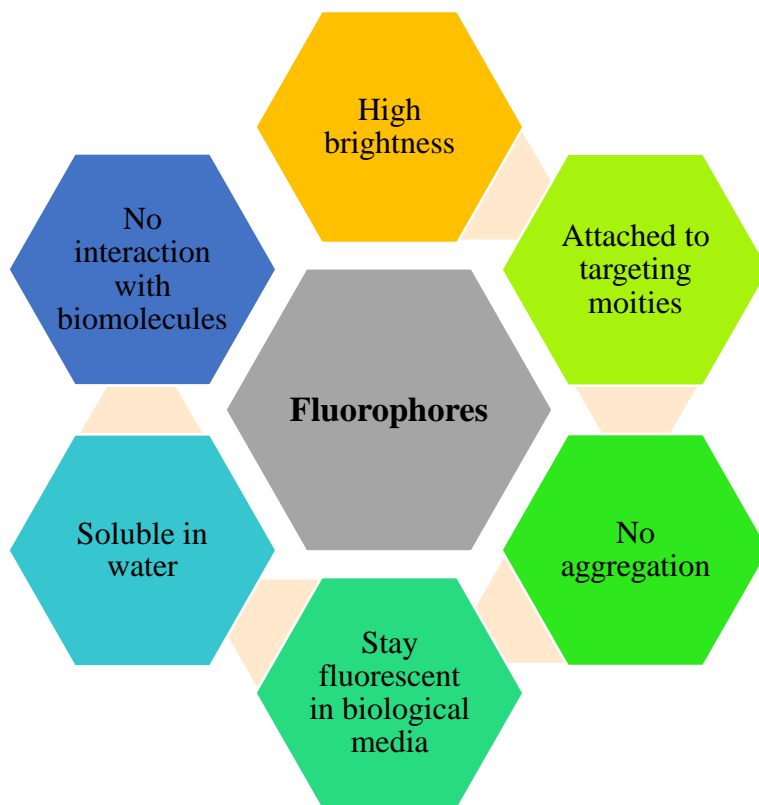 High
brightness
No
interaction
with
biomolecules
Attached to
targeting
moities
Fluorophores
Soluble in
water
No
aggregation
Stay
fluorescent
in biological
media